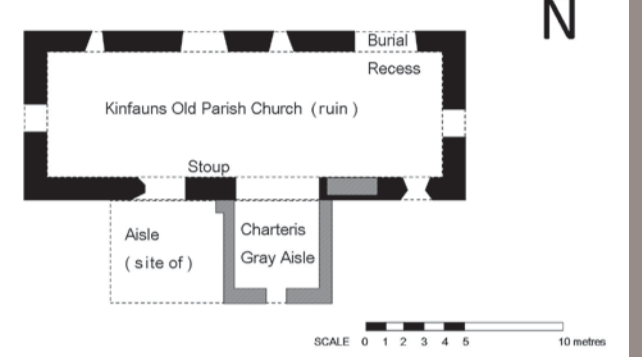 N
Burial
Recess
Kinfauns Old Parish Church (ruin)
Stoup
Aisle
(site of)
Charteris
Gray Aisle
SCALE 0 1 2 3 4 5 10 metres